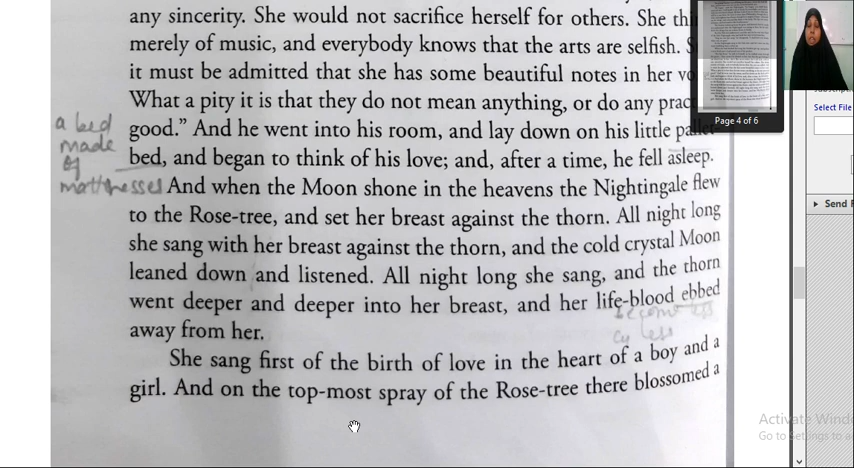 any sincerity. She would not sacrifice herself for others. She thi
merely of music, and everybody knows that the arts are selfish. S
it must be admitted that she has some beautiful notes in her vo
What a pity it is that they do not mean anything, or do any prac
good.” And he went into his room, and lay down on his little pallet-
bed, and began to think of his love; and, after a time, he fell asleep.
And when the Moon shone in the heavens the Nightingale flew
to the Rose-tree, and set her breast against the thorn. All night long
she sang with her breast against the thorn, and the cold crystal Moon
leaned down and listened. All night long she sang, and the thorn
went deeper and deeper into her breast, and her life-blood ebbed
away from her.
She sang first of the birth of love in the heart of a boy and a
girl. And on the top-most spray of the Rose-tree there blossomed a
a bed
made
of
mattresses
less
Page 4 of 6
Select File
Send F
Activate Windo
Go to Settings to a